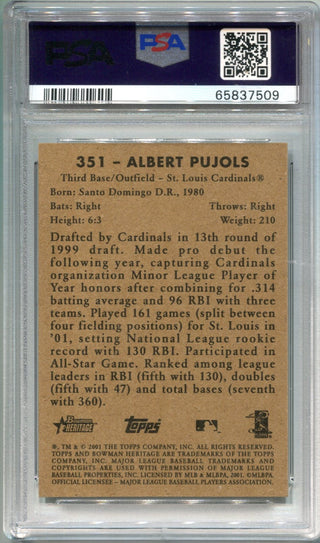 PSA
PSA
65837509
351 – ALBERT PUJOLS
Third Base/Outfield – St. Louis Cardinals®
Born: Santo Domingo D.R., 1980
Bats: Right Throws: Right
Height: 6:3 Weight: 210
Drafted by Cardinals in 13th round of
1999 draft. Made pro debut the
following year, capturing Cardinals
organization Minor League Player of
Year honors after combining for .314
batting average and 96 RBI with three
teams. Played 161 games (split between
four fielding positions) for St. Louis in
'01, setting National League rookie
record with 130 RBI. Participated in
All-Star Game. Ranked among league
leaders in RBI (fifth with 130), doubles
(fifth with 47) and total bases (seventh
with 360).
HERITAGE Topps
®, TM & © 2001 THE TOPPS COMPANY, INC. ALL RIGHTS RESERVED.
TOPPS AND BOWMAN HERITAGE ARE TRADEMARKS OF THE TOPPS
COMPANY, INC. MAJOR LEAGUE BASEBALL TRADEMARKS AND
COPYRIGHTS ARE USED WITH PERMISSION OF MAJOR LEAGUE
BASEBALL PROPERTIES, INC. LICENSED BY MLB & MLBPA, 2001. © MLBPA.
OFFICIAL LICENSEE – MAJOR LEAGUE BASEBALL PLAYERS ASSOCIATION.